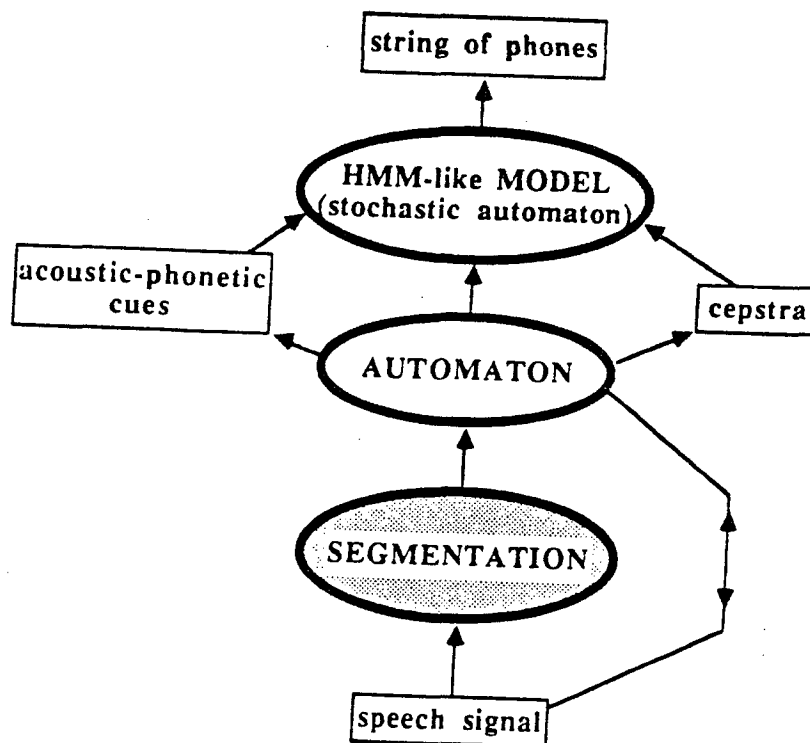 string of phones
HMM-like MODEL
(stochastic automaton)
acoustic-phonetic
cues
cepstra
AUTOMATON
SEGMENTATION
speech signal